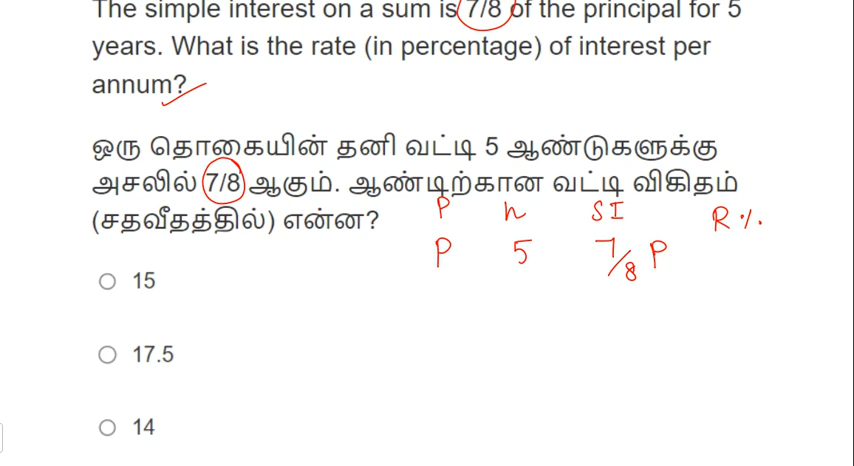 The simple interest on a sum is 7/8 of the principal for 5
years. What is the rate (in percentage) of interest per
annum?
ஒரு தொகையின் தனி வட்டி 5 ஆண்டுகளுக்கு
அசலில் 7/8 ஆகும். ஆண்டிற்கான வட்டி விகிதம்
(சதவீதத்தில்) என்ன?
P n SI R%.
P 5 7/8 P
15
17.5
14